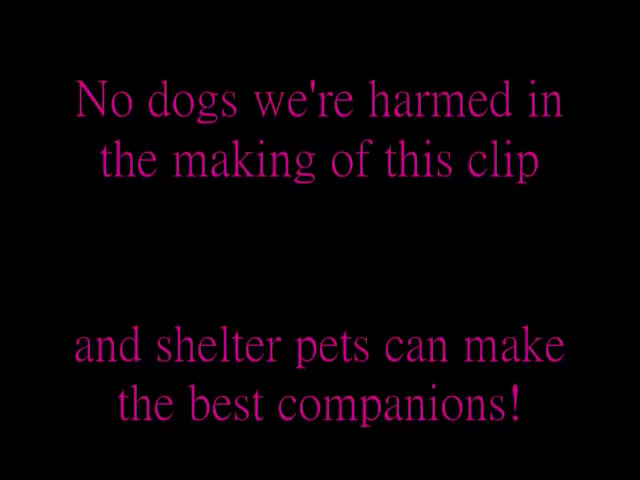 No dogs we're harmed in
the making of this clip
and shelter pets can make
the best companions!